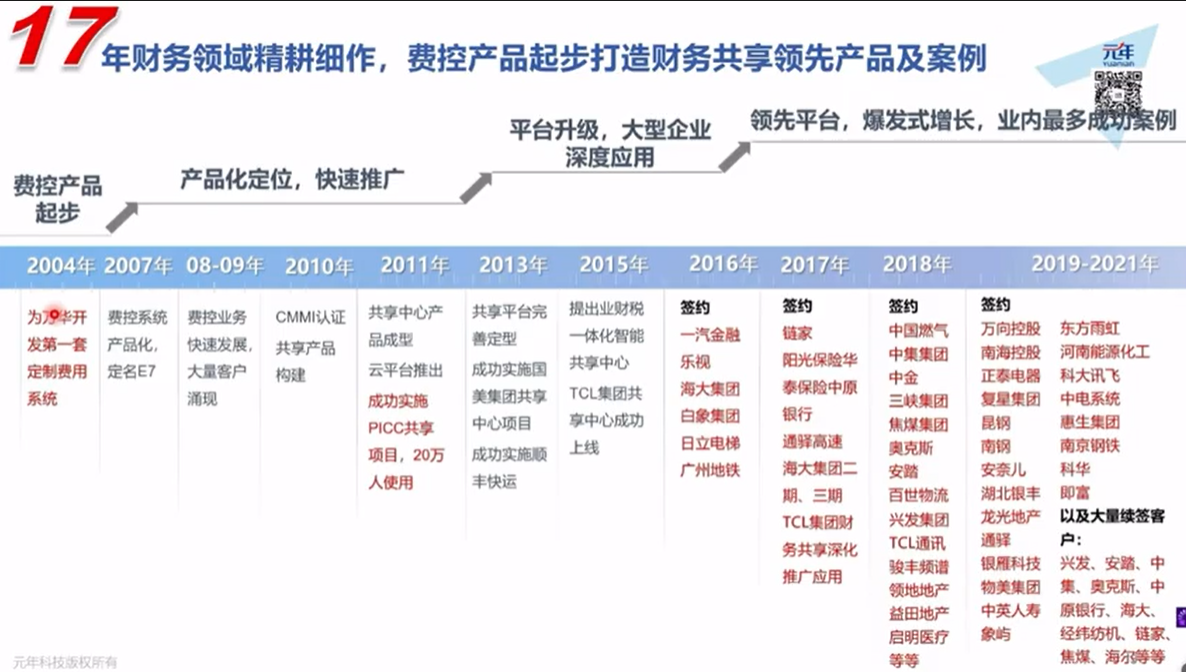 17年财务领域精耕细作，费控产品起步打造财务共享领先产品及案例
元年
yuanian
费控产品
起步
产品化定位，快速推广
平台升级，大型企业
深度应用
领先平台，爆发式增长，业内最多成功案例
2004年 2007年 08-09年 2010年 2011年 2013年 2015年 2016年 2017年 2018年 2019-2021年
为万华开
发第一套
定制费用
系统
费控系统
产品化，
定名E7
费控业务
快速发展，
大量客户
涌现
CMMI认证
共享产品
构建
共享中心产
品成型
云平台推出
成功实施
PICC共享
项目，20万
人使用
共享平台完
善定型
成功实施国
美集团共享
中心项目
成功实施顺
丰快运
提出业财税
一体化智能
共享中心
TCL集团共
享中心成功
上线
签约
一汽金融
乐视
海大集团
白象集团
日立电梯
广州地铁
签约
链家
阳光保险华
泰保险中原
银行
通驿高速
海大集团二
期、三期
TCL集团财
务共享深化
推广应用
签约
中国燃气
中集集团
中金
三峡集团
焦煤集团
奥克斯
安踏
百世物流
兴发集团
TCL通讯
骏丰频谱
领地地产
益田地产
启明医疗
等等
签约
万向控股
南海控股
正泰电器
复星集团
昆钢
南钢
安奈儿
湖北银丰
龙光地产
通驿
银雁科技
物美集团
中英人寿
象屿
东方雨虹
河南能源化工
科大讯飞
中电系统
惠生集团
南京钢铁
科华
即富
以及大量续签客
户：
兴发、安踏、中
集、奥克斯、中
原银行、海大、
经纬纺机、链家、
焦煤、海尔等等
元年科技版权所有